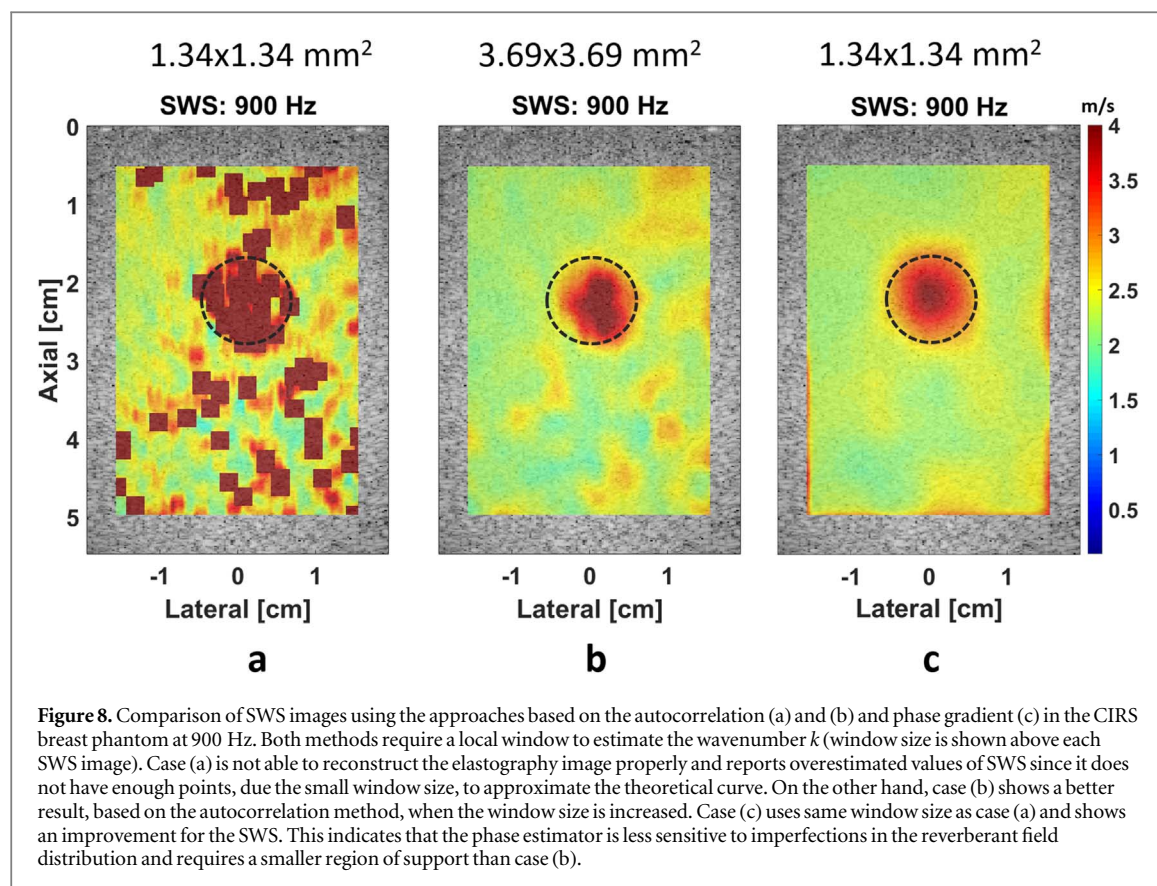 1.34x1.34 mm² 3.69x3.69 mm² 1.34x1.34 mm²
SWS: 900 Hz SWS: 900 Hz SWS: 900 Hz m/s
0 4
1 3.5
2 3
3 2.5
4 2
5 1.5
1
0.5
Axial [cm]
-1 0 1 -1 0 1 -1 0 1
Lateral [cm] Lateral [cm] Lateral [cm]
a b c
Figure 8. Comparison of SWS images using the approaches based on the autocorrelation (a) and (b) and phase gradient (c) in the CIRS
breast phantom at 900 Hz. Both methods require a local window to estimate the wavenumber k (window size is shown above each
SWS image). Case (a) is not able to reconstruct the elastography image properly and reports overestimated values of SWS since it does
not have enough points, due the small window size, to approximate the theoretical curve. On the other hand, case (b) shows a better
result, based on the autocorrelation method, when the window size is increased. Case (c) uses same window size as case (a) and shows
an improvement for the SWS. This indicates that the phase estimator is less sensitive to imperfections in the reverberant field
distribution and requires a smaller region of support than case (b).